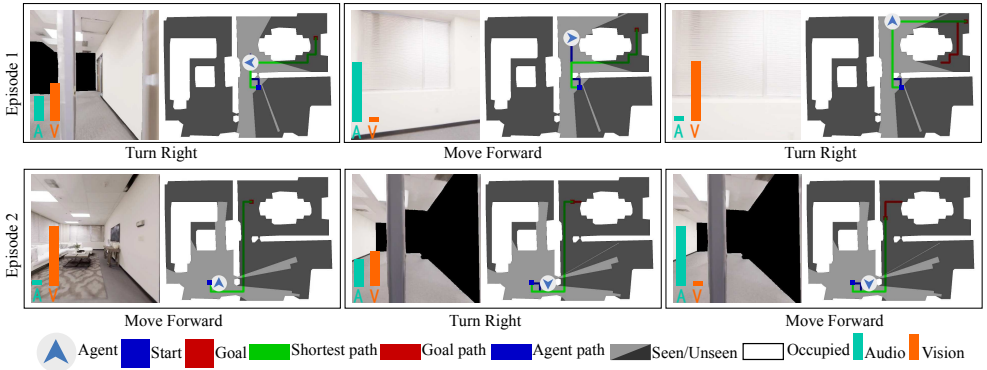 Episode 1
A V
A V
A V
Turn Right
Move Forward
Turn Right
Episode 2
A V
A V
A V
Move Forward
Turn Right
Move Forward
Agent Start Goal Shortest path Goal path Agent path Seen/Unseen Occupied Audio Vision